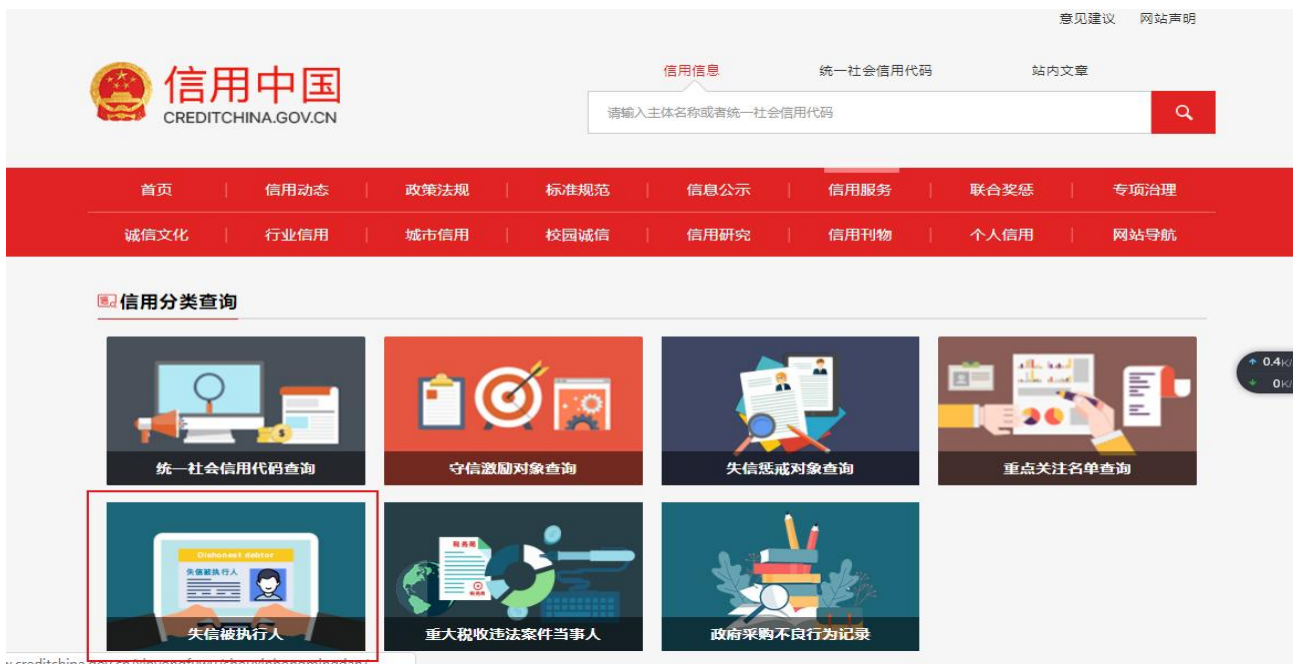 意见建议 网站声明
信用中国
CREDITCHINA.GOV.CN
信用信息 统一社会信用代码 站内文章
请输入主体名称或者统一社会信用代码
首页 | 信用动态 | 政策法规 | 标准规范 | 信息公示 | 信用服务 | 联合奖惩 | 专项治理
诚信文化 | 行业信用 | 城市信用 | 校园诚信 | 信用研究 | 信用刊物 | 个人信用 | 网站导航
信用分类查询
0.4K/
0K/
统一社会信用代码查询 守信激励对象查询 失信惩戒对象查询 重点关注名单查询
Dishonest debtor
失信被执行人
税务局
失信被执行人 重大税收违法案件当事人 政府采购不良行为记录